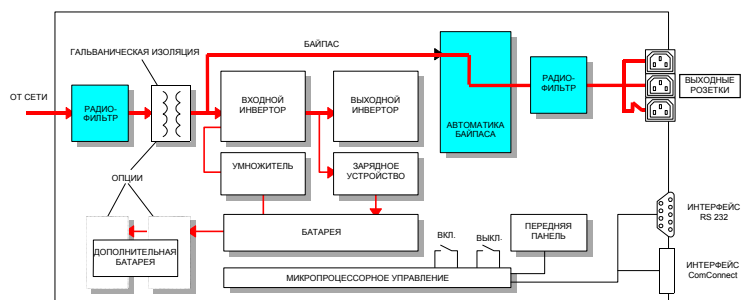 ГАЛЬВАНИЧЕСКАЯ ИЗОЛЯЦИЯ
БАЙПАС
ОТ СЕТИ
РАДИО-
ФИЛЬТР
ВХОДНОЙ
ИНВЕРТОР
ВЫХОДНОЙ
ИНВЕРТОР
АВТОМАТИКА
БАЙПАСА
РАДИО-
ФИЛЬТР
ВЫХОДНЫЕ
РОЗЕТКИ
ОПЦИИ
УМНОЖИТЕЛЬ
ЗАРЯДНОЕ
УСТРОЙСТВО
БАТАРЕЯ
ДОПОЛНИТЕЛЬНАЯ
БАТАРЕЯ
ВКЛ.
ВЫКЛ.
ПЕРЕДНЯЯ
ПАНЕЛЬ
ИНТЕРФЕЙС
RS 232
МИКРОПРОЦЕССОРНОЕ УПРАВЛЕНИЕ
ИНТЕРФЕЙС
ComConnect